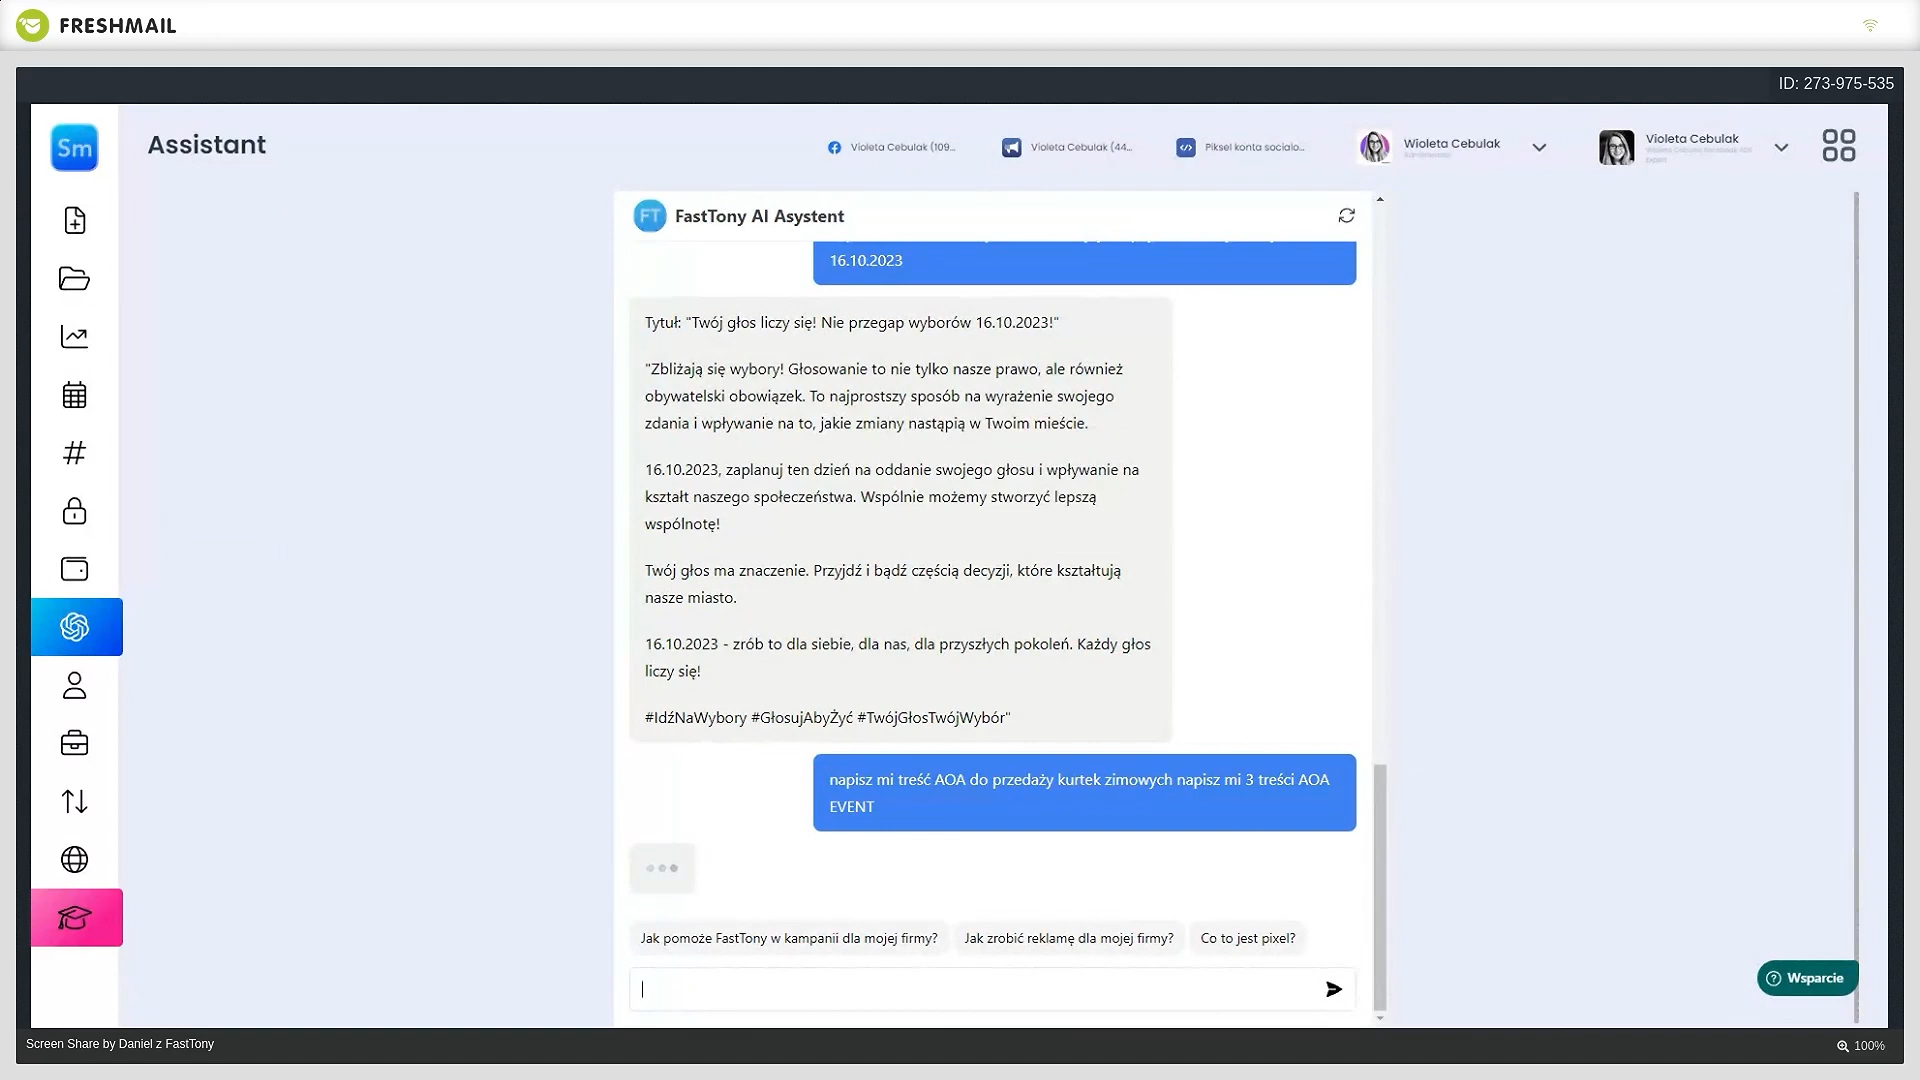 FRESHMAIL
ID: 273-975-535
Sm
Assistant
Violeta Cebulak (109...
Violeta Cebulak (44...
Piksel konta socialo...
Wioleta Cebulak
Violeta Cebulak
FT FastTony AI Asystent
16.10.2023
Tytuł: "Twój głos liczy się! Nie przegap wyborów 16.10.2023!"
"Zbliżają się wybory! Głosowanie to nie tylko nasze prawo, ale również
obywatelski obowiązek. To najprostszy sposób na wyrażenie swojego
zdania i wpływanie na to, jakie zmiany nastąpią w Twoim mieście.
16.10.2023, zaplanuj ten dzień na oddanie swojego głosu i wpływanie na
kształt naszego społeczeństwa. Wspólnie możemy stworzyć lepszą
wspólnotę!
Twój głos ma znaczenie. Przyjdź i bądź częścią decyzji, które kształtują
nasze miasto.
16.10.2023 - zrób to dla siebie, dla nas, dla przyszłych pokoleń. Każdy głos
liczy się!
#IdźNaWybory #GłosujAbyŻyć #TwójGłosTwójWybór"
napisz mi treść AOA do przedaży kurtek zimowych napisz mi 3 treści AOA
EVENT
Jak pomoże FastTony w kampanii dla mojej firmy?
Jak zrobić reklamę dla mojej firmy?
Co to jest pixel?
Wsparcie
Screen Share by Daniel z FastTony
100%